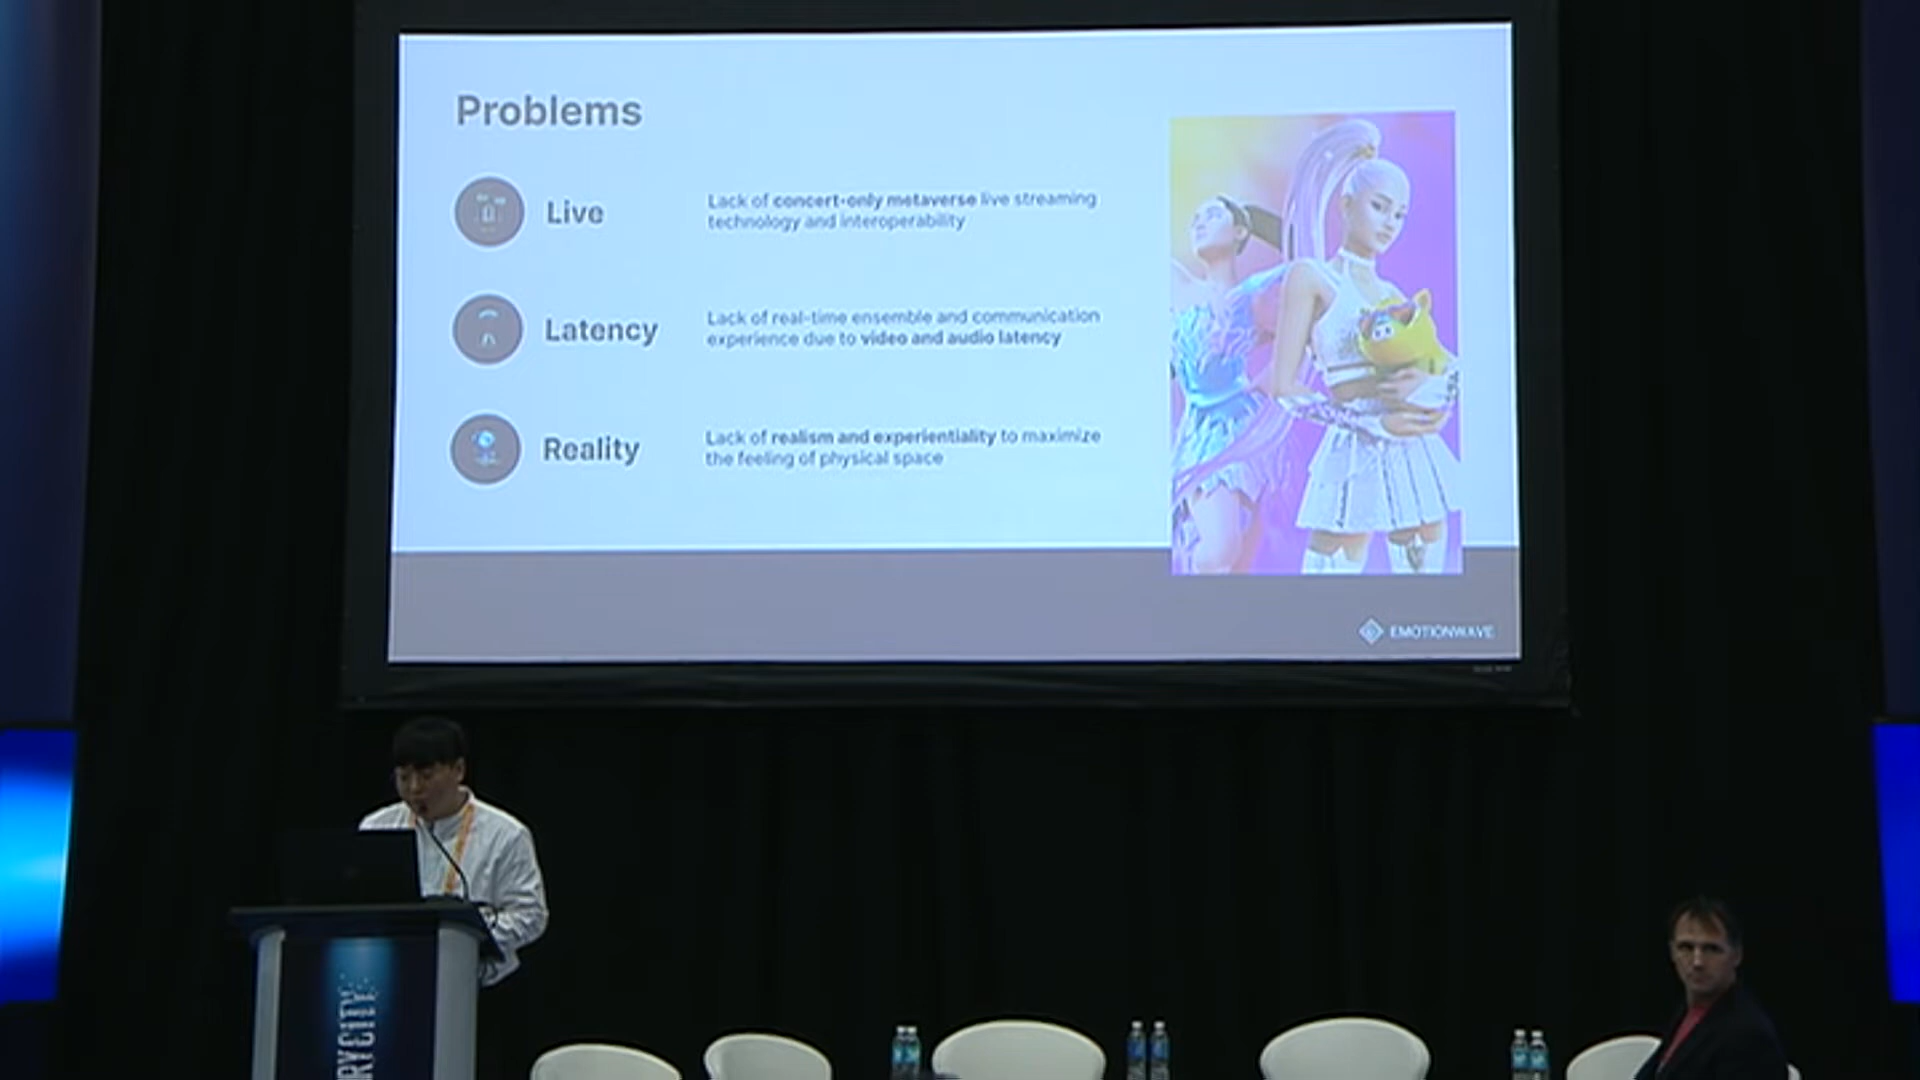 Problems
Live
Lack of concert-only metaverse live streaming
technology and interoperability
Latency
Lack of real-time ensemble and communication
experience due to video and audio latency
Reality
Lack of realism and experientiality to maximize
the feeling of physical space
EMOTIONWAVE
RYCITY